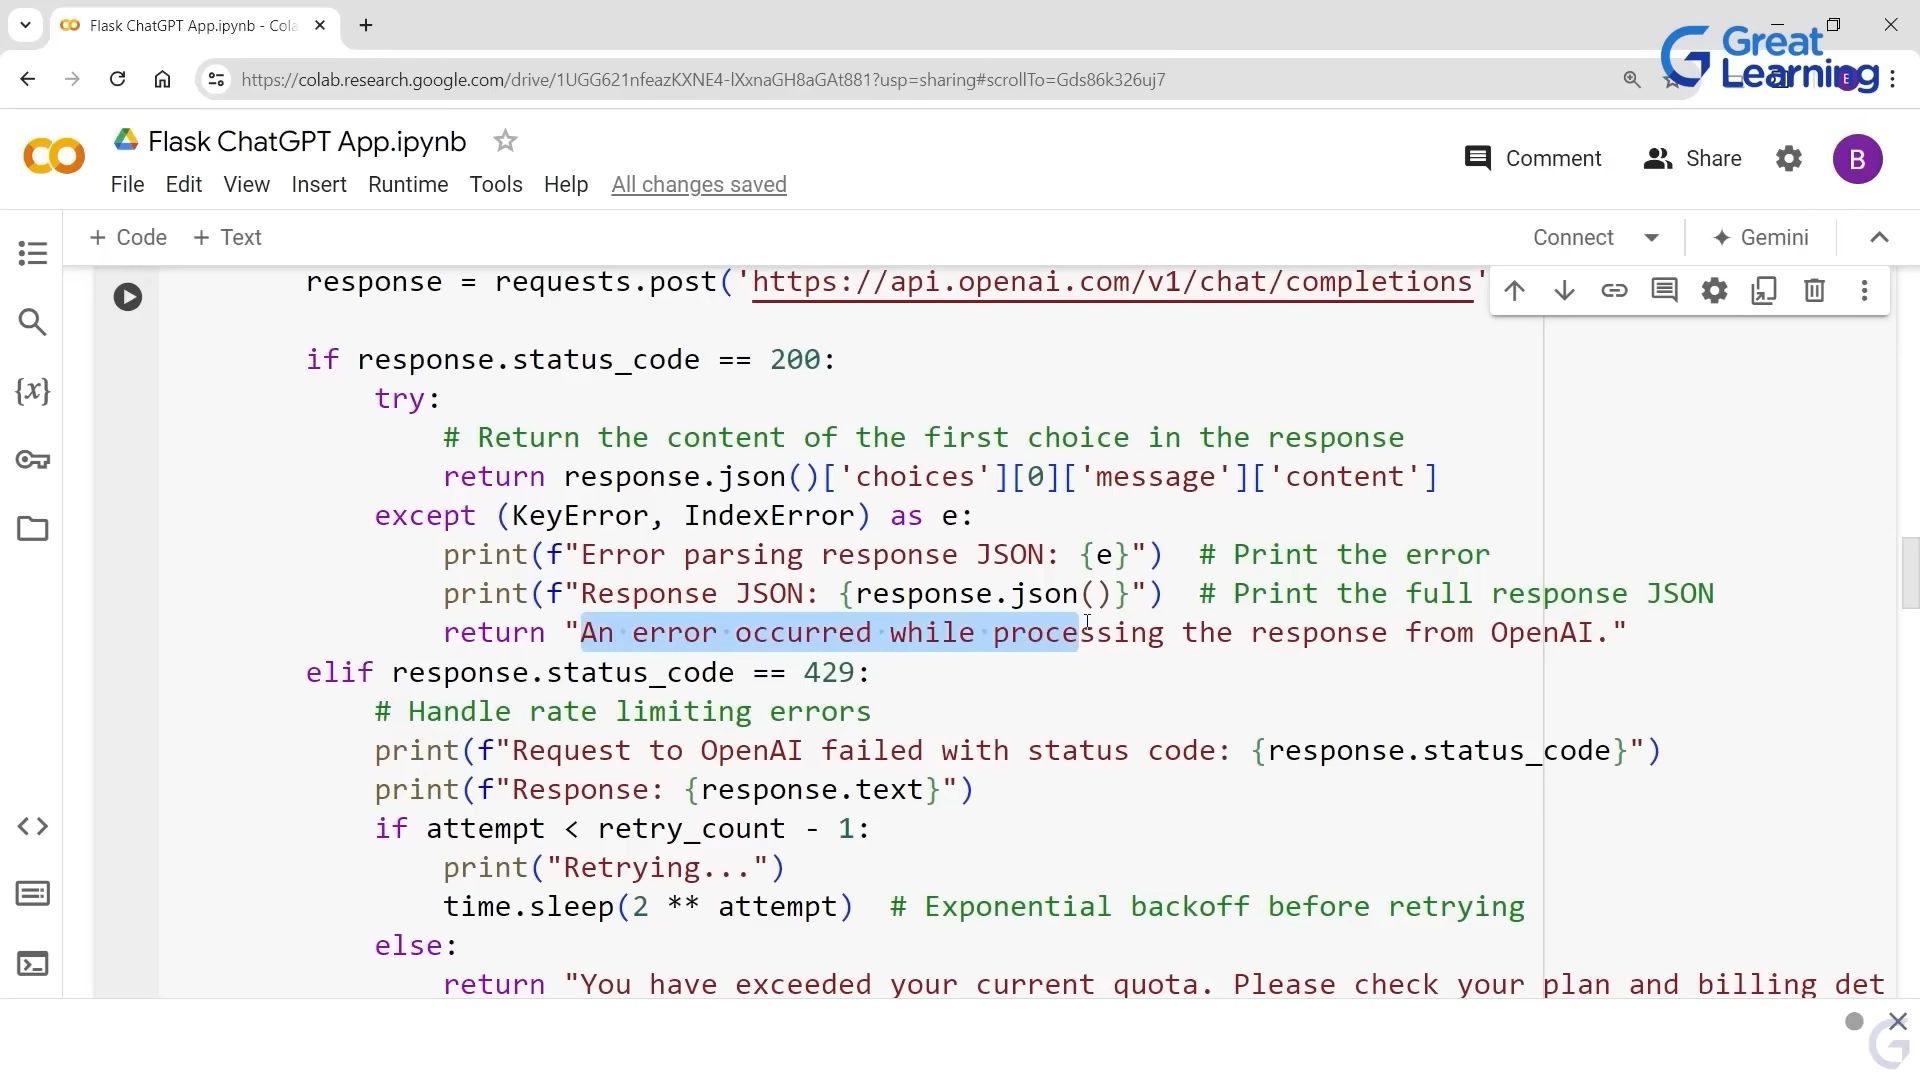 Flask ChatGPT App.ipynb - Cola
https://colab.research.google.com/drive/1UGG621nfeazKXNE4-lXxnaGH8aGAt881?usp=sharing#scrollTo=Gds86k326uj7
Great
Learning
E
Flask ChatGPT App.ipynb
Comment
Share
B
File Edit View Insert Runtime Tools Help All changes saved
+ Code + Text
Connect
Gemini
response = requests.post('https://api.openai.com/v1/chat/completions'
if response.status_code == 200:
try:
# Return the content of the first choice in the response
return response.json()['choices'][0]['message']['content']
except (KeyError, IndexError) as e:
print(f"Error parsing response JSON: {e}")  # Print the error
print(f"Response JSON: {response.json()}")  # Print the full response JSON
return "An error occurred while processing the response from OpenAI."
elif response.status_code == 429:
# Handle rate limiting errors
print(f"Request to OpenAI failed with status code: {response.status_code}")
print(f"Response: {response.text}")
if attempt < retry_count - 1:
print("Retrying...")
time.sleep(2 ** attempt)  # Exponential backoff before retrying
else:
return "You have exceeded your current quota. Please check your plan and billing det